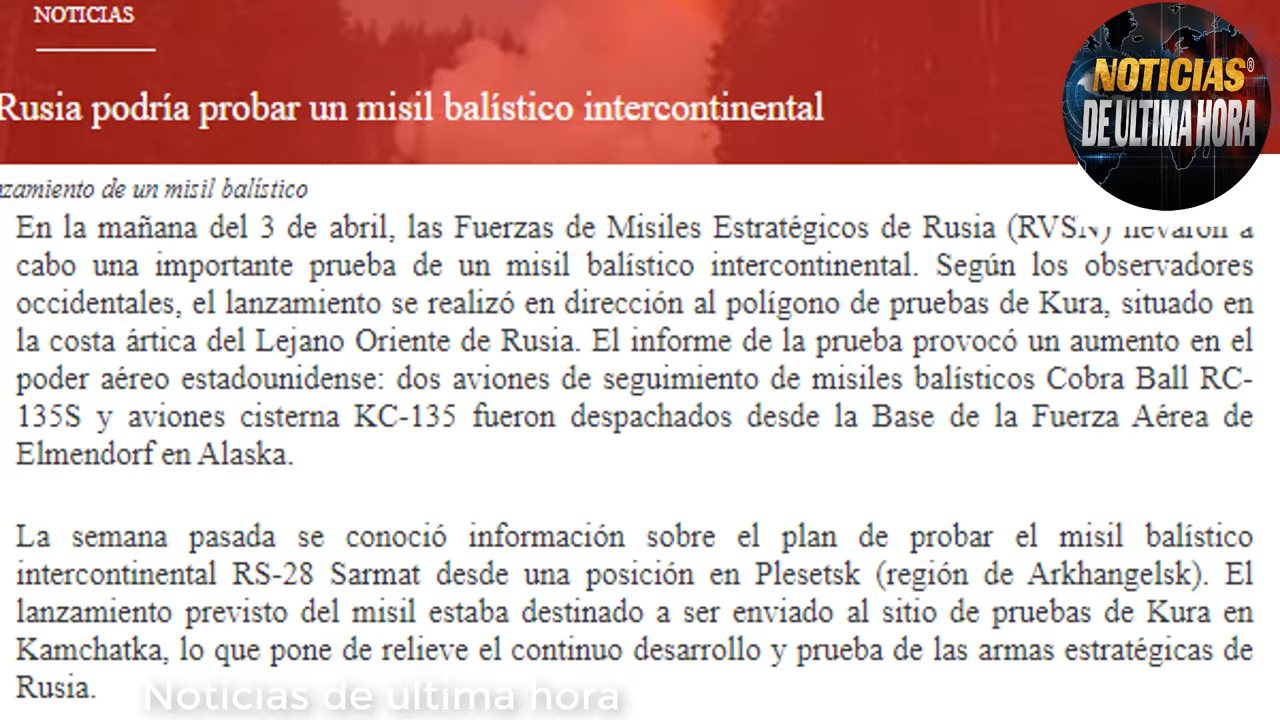 NOTICIAS
Rusia podría probar un misil balístico intercontinental
NOTICIAS®
DE ULTIMA HORA
de un misil balístico
En la mañana del 3 de abril, las Fuerzas de Misiles Estratégicos de Rusia (RVSN) llevaron a
cabo una importante prueba de un misil balístico intercontinental. Según los observadores
occidentales, el lanzamiento se realizó en dirección al polígono de pruebas de Kura, situado en
la costa ártica del Lejano Oriente de Rusia. El informe de la prueba provocó un aumento en el
poder aéreo estadounidense: dos aviones de seguimiento de misiles balísticos Cobra Ball RC-
135S y aviones cisterna KC-135 fueron despachados desde la Base de la Fuerza Aérea de
Elmendorf en Alaska.
La semana pasada se conoció información sobre el plan de probar el misil balístico
intercontinental RS-28 Sarmat desde una posición en Plesetsk (región de Arkhangelsk). El
lanzamiento previsto del misil estaba destinado a ser enviado al sitio de pruebas de Kura en
Kamchatka, lo que pone de relieve el continuo desarrollo y prueba de las armas estratégicas de
Rusia.
Noticias de ultima hora